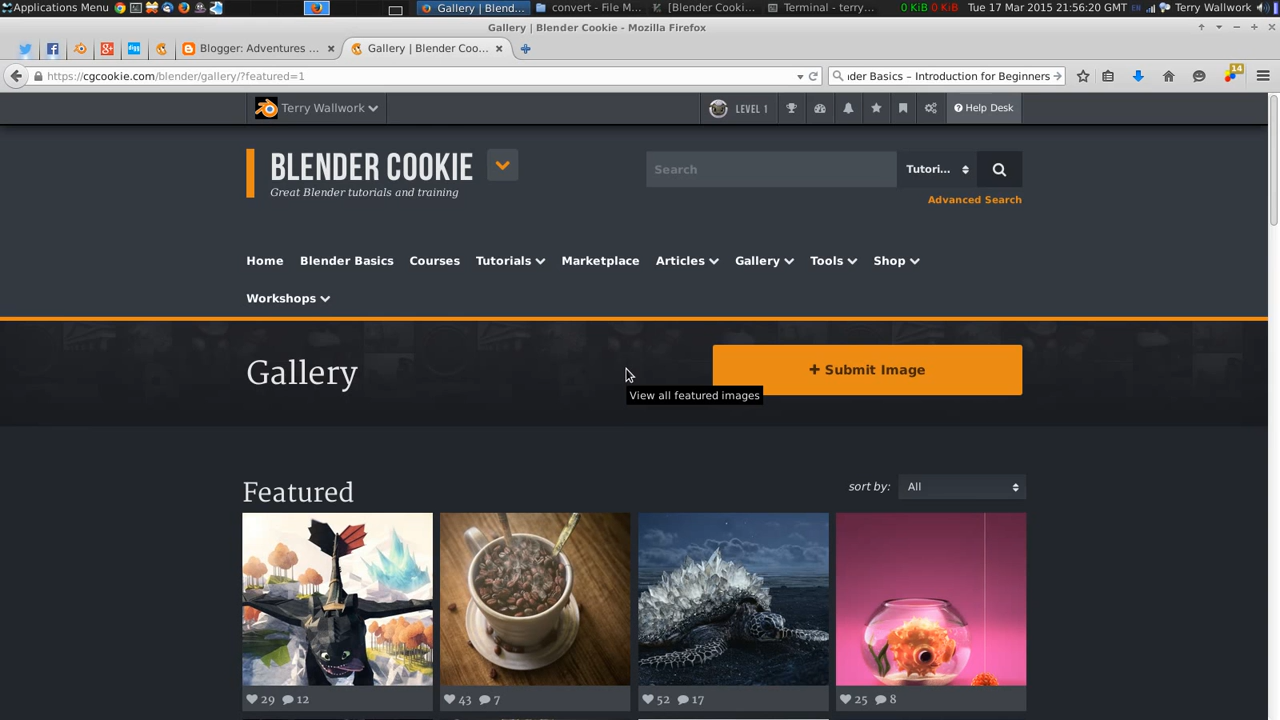 Applications Menu Gallery | Blend... convert - File M... [Blender Cooki... Terminal - terry... 0 KiB 0 KiB Tue 17 Mar 2015 21:56:20 GMT Terry Wallwork
Gallery | Blender Cookie - Mozilla Firefox
Blogger: Adventures ... Gallery | Blender Coo...
https://cgcookie.com/blender/gallery/?featured=1 der Basics – Introduction for Beginners 14
Terry Wallwork LEVEL 1 Help Desk
BLENDER COOKIE
Great Blender tutorials and training
Search Tutori...
Advanced Search
Home Blender Basics Courses Tutorials Marketplace Articles Gallery Tools Shop
Workshops
Gallery + Submit Image
View all featured images
Featured sort by: All
29 12 43 7 52 17 25 8